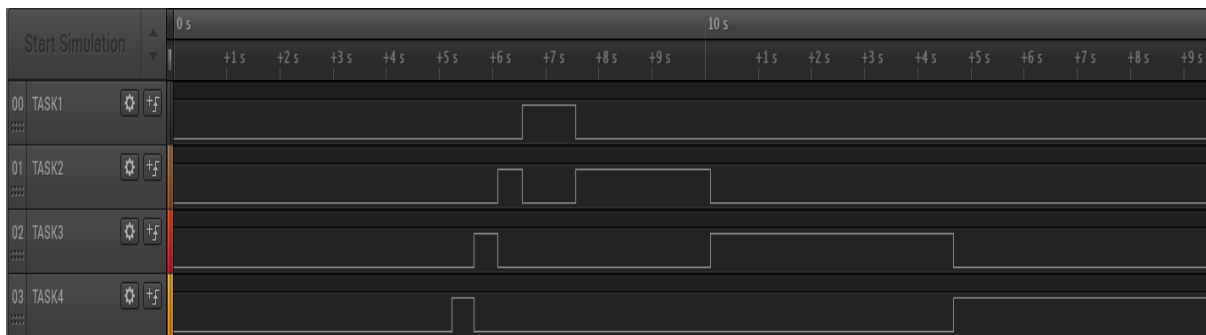 0 s 10 s
Start Simulation
+1 s +2 s +3 s +4 s +5 s +6 s +7 s +8 s +9 s +1 s +2 s +3 s +4 s +5 s +6 s +7 s +8 s +9 s
00 TASK1
01 TASK2
02 TASK3
03 TASK4